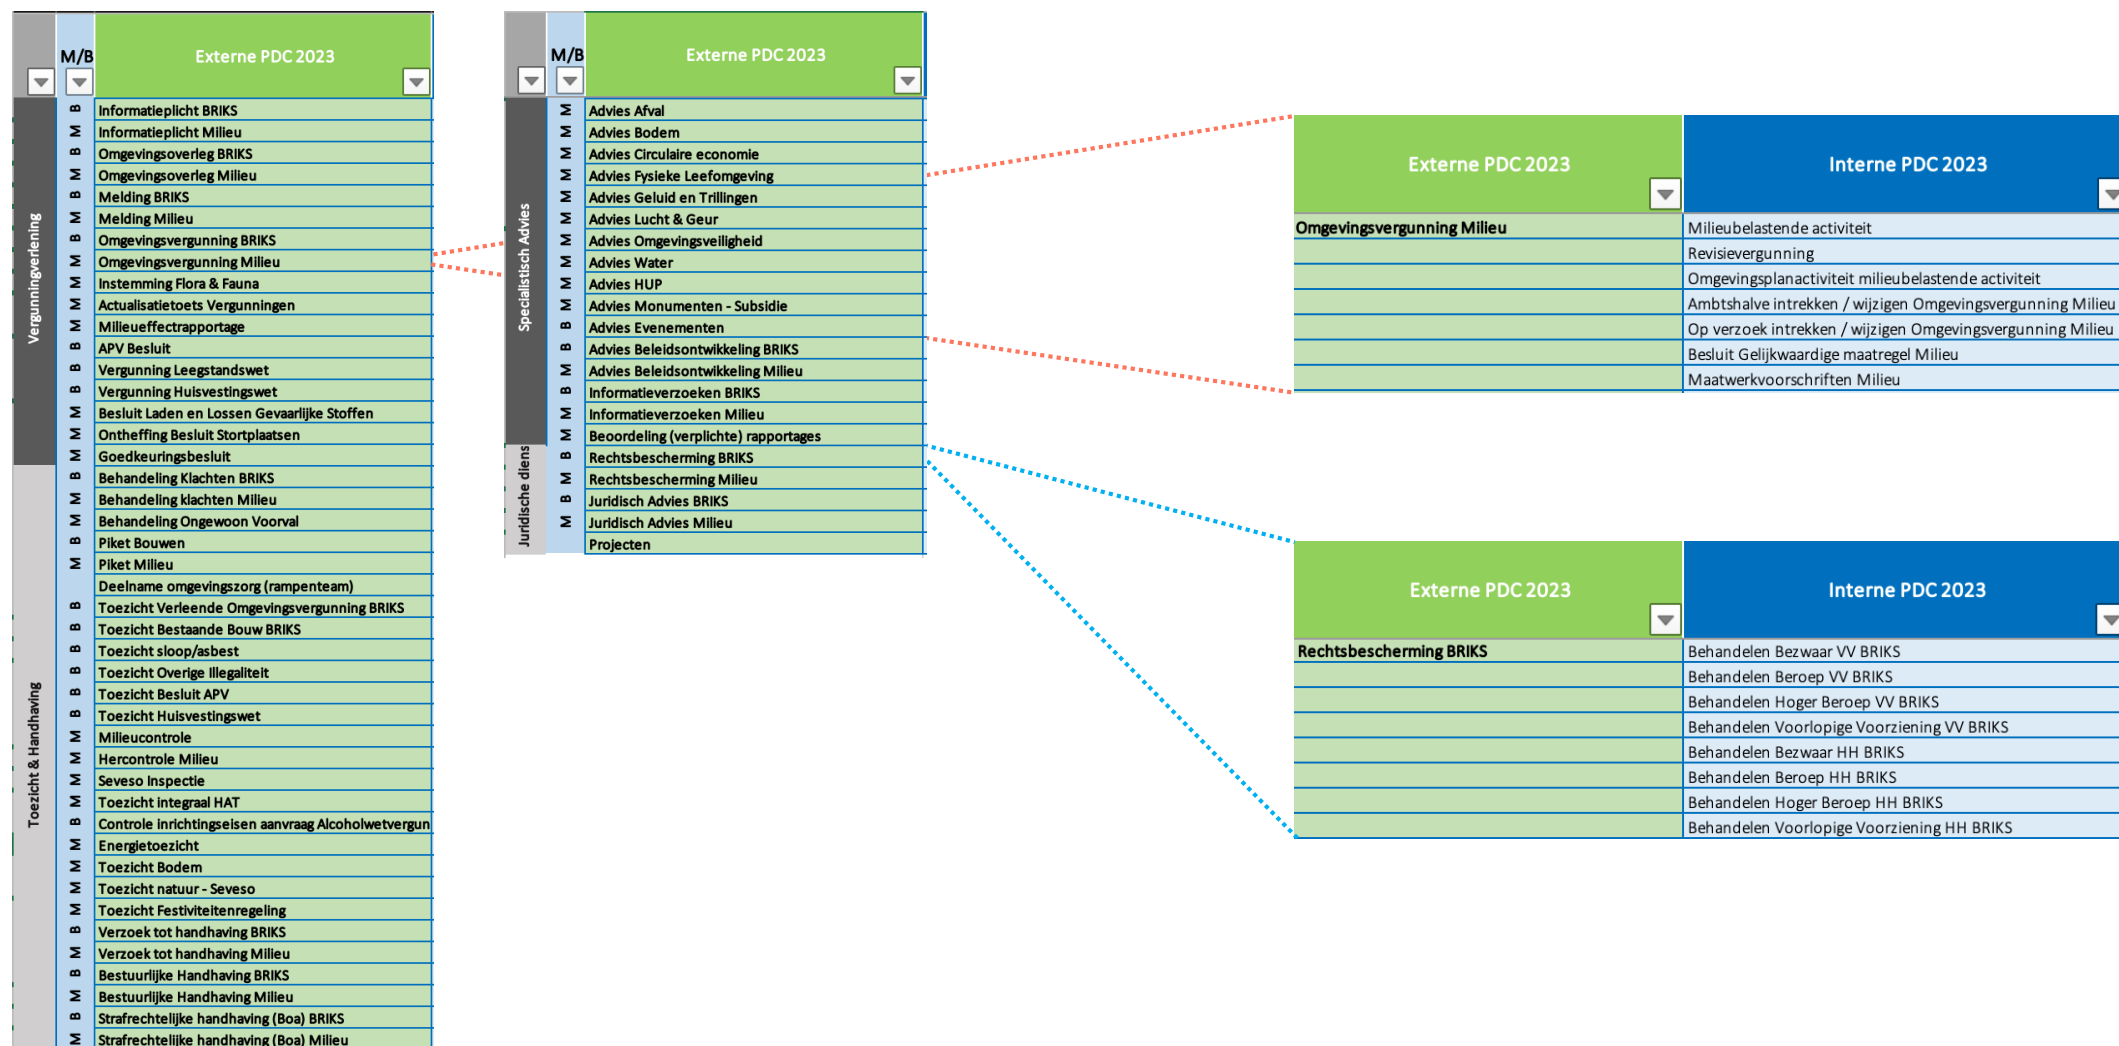 M/B Externe PDC 2023
Vergunningverlening
B Informatieplicht BRIKS
M Informatieplicht Milieu
B Omgevingsoverleg BRIKS
M Omgevingsoverleg Milieu
B Melding BRIKS
M Melding Milieu
B Omgevingsvergunning BRIKS
M Omgevingsvergunning Milieu
M Instemming Flora & Fauna
M Actualisatietoets Vergunningen
M Milieueffectrapportage
B APV Besluit
B Vergunning Leegstandswet
B Vergunning Huisvestingswet
M Besluit Laden en Lossen Gevaarlijke Stoffen
M Ontheffing Besluit Stortplaatsen
M Goedkeuringsbesluit
Toezicht & Handhaving
B Behandeling Klachten BRIKS
M Behandeling klachten Milieu
M Behandeling Ongewoon Voorval
B Piket Bouwen
M Piket Milieu
Deelname omgevingszorg (rampenteam)
B Toezicht Verleende Omgevingsvergunning BRIKS
B Toezicht Bestaande Bouw BRIKS
B Toezicht sloop/asbest
B Toezicht Overige Illegaliteit
B Toezicht Besluit APV
B Toezicht Huisvestingswet
M Milieucontrole
M Hercontrole Milieu
M Seveso Inspectie
M Toezicht integraal HAT
B Controle inrichtingseisen aanvraag Alcoholwetvergun
M Energietoezicht
M Toezicht Bodem
M Toezicht natuur - Seveso
M Toezicht Festiviteitenregeling
B Verzoek tot handhaving BRIKS
M Verzoek tot handhaving Milieu
B Bestuurlijke Handhaving BRIKS
M Bestuurlijke Handhaving Milieu
B Strafrechtelijke handhaving (Boa) BRIKS
M Strafrechtelijke handhaving (Boa) Milieu
M/B Externe PDC 2023
Specialistisch Advies
M Advies Afval
M Advies Bodem
M Advies Circulaire economie
M Advies Fysieke Leefomgeving
M Advies Geluid en Trillingen
M Advies Lucht & Geur
M Advies Omgevingsveiligheid
M Advies Water
M Advies HUP
M Advies Monumenten - Subsidie
B Advies Evenementen
B Advies Beleidsontwikkeling BRIKS
M Advies Beleidsontwikkeling Milieu
B Informatieverzoeken BRIKS
M Informatieverzoeken Milieu
M Beoordeling (verplichte) rapportages
Juridische diens
B Rechtsbescherming BRIKS
M Rechtsbescherming Milieu
B Juridisch Advies BRIKS
M Juridisch Advies Milieu
Projecten
Externe PDC 2023 Interne PDC 2023
Omgevingsvergunning Milieu Milieubelastende activiteit
Revisievergunning
Omgevingsplanactiviteit milieubelastende activiteit
Ambtshalve intrekken / wijzigen Omgevingsvergunning Milieu
Op verzoek intrekken / wijzigen Omgevingsvergunning Milieu
Besluit Gelijkwaardige maatregel Milieu
Maatwerkvoorschriften Milieu
Externe PDC 2023 Interne PDC 2023
Rechtsbescherming BRIKS Behandelen Bezwaar VV BRIKS
Behandelen Beroep VV BRIKS
Behandelen Hoger Beroep VV BRIKS
Behandelen Voorlopige Voorziening VV BRIKS
Behandelen Bezwaar HH BRIKS
Behandelen Beroep HH BRIKS
Behandelen Hoger Beroep HH BRIKS
Behandelen Voorlopige Voorziening HH BRIKS